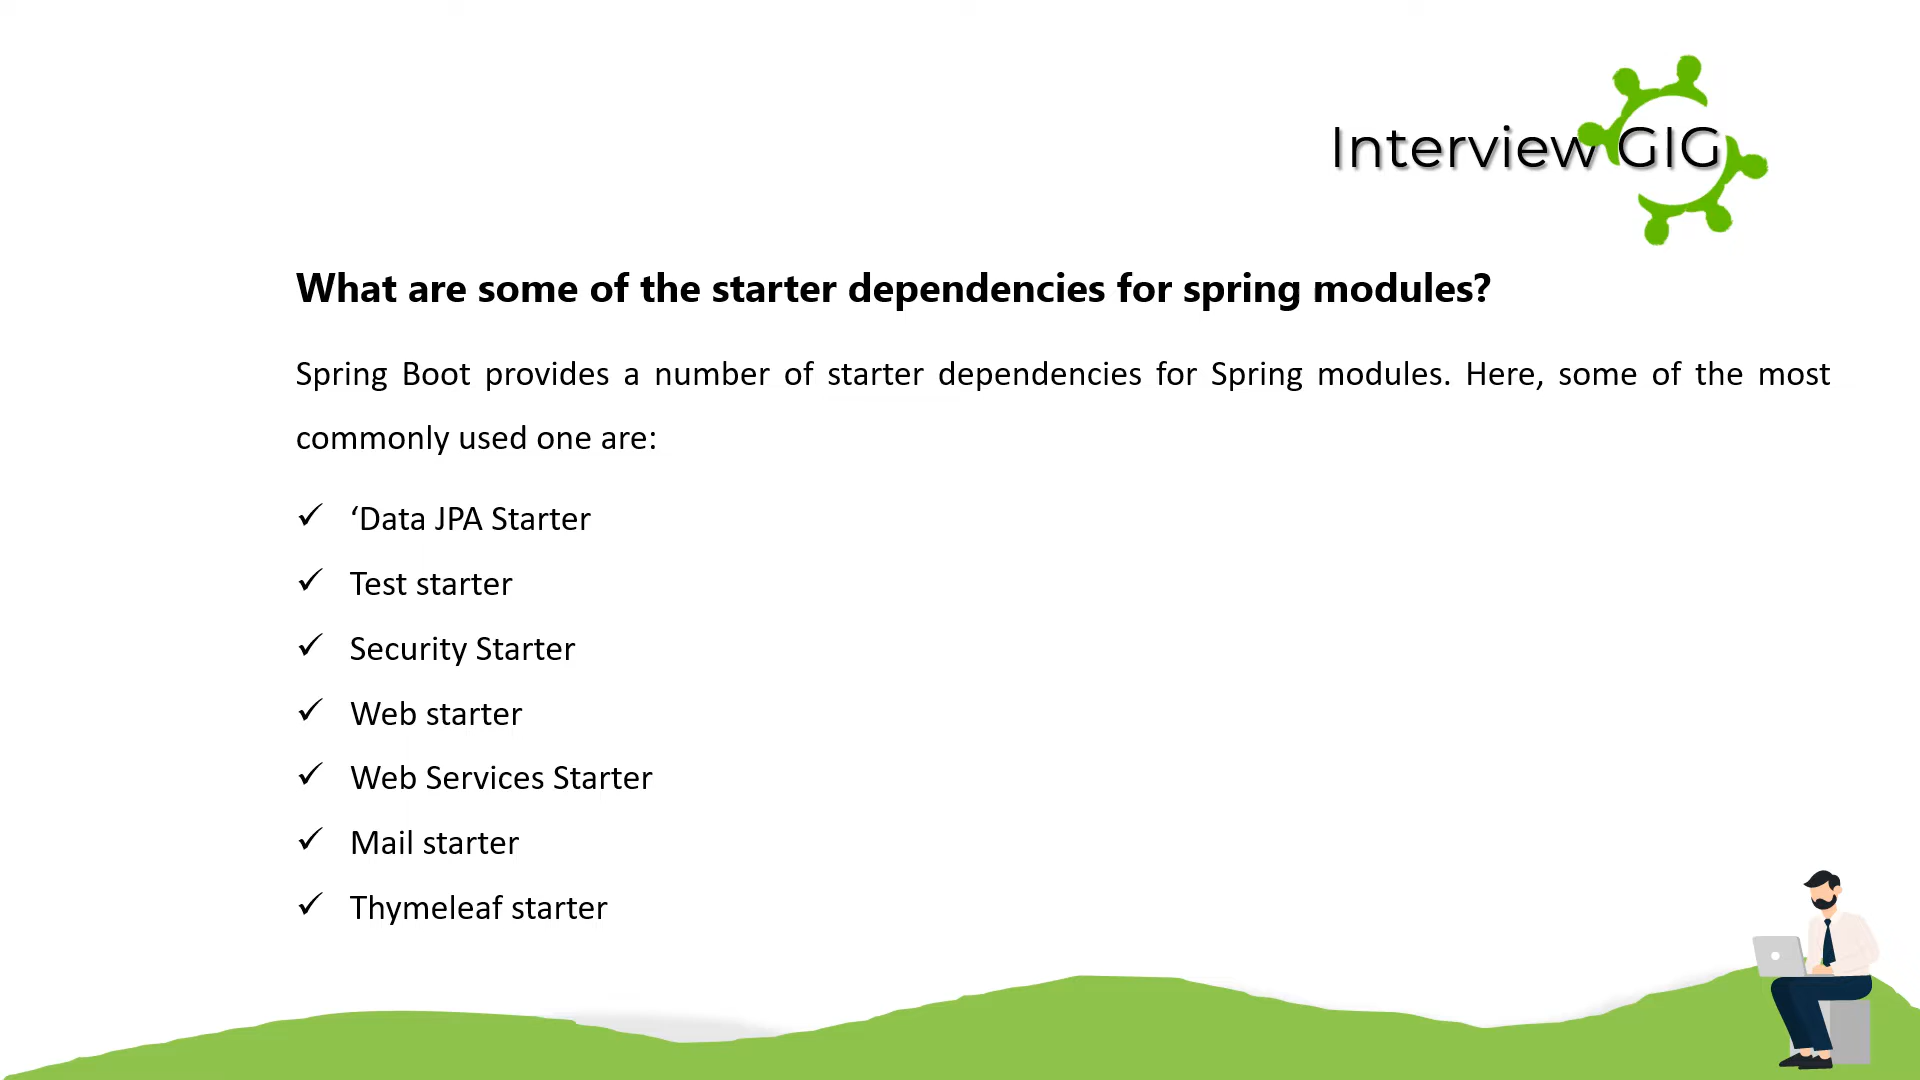 Interview GIG
What are some of the starter dependencies for spring modules?
Spring Boot provides a number of starter dependencies for Spring modules. Here, some of the most
commonly used one are:
✓ ‘Data JPA Starter
✓ Test starter
✓ Security Starter
✓ Web starter
✓ Web Services Starter
✓ Mail starter
✓ Thymeleaf starter